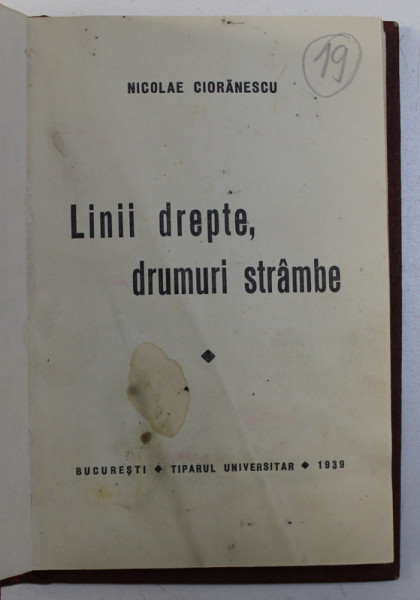 19
NICOLAE CIORĂNESCU
Linii drepte,
drumuri strâmbe
BUCUREȘTI ◆ TIPARUL UNIVERSITAR ◆ 1939